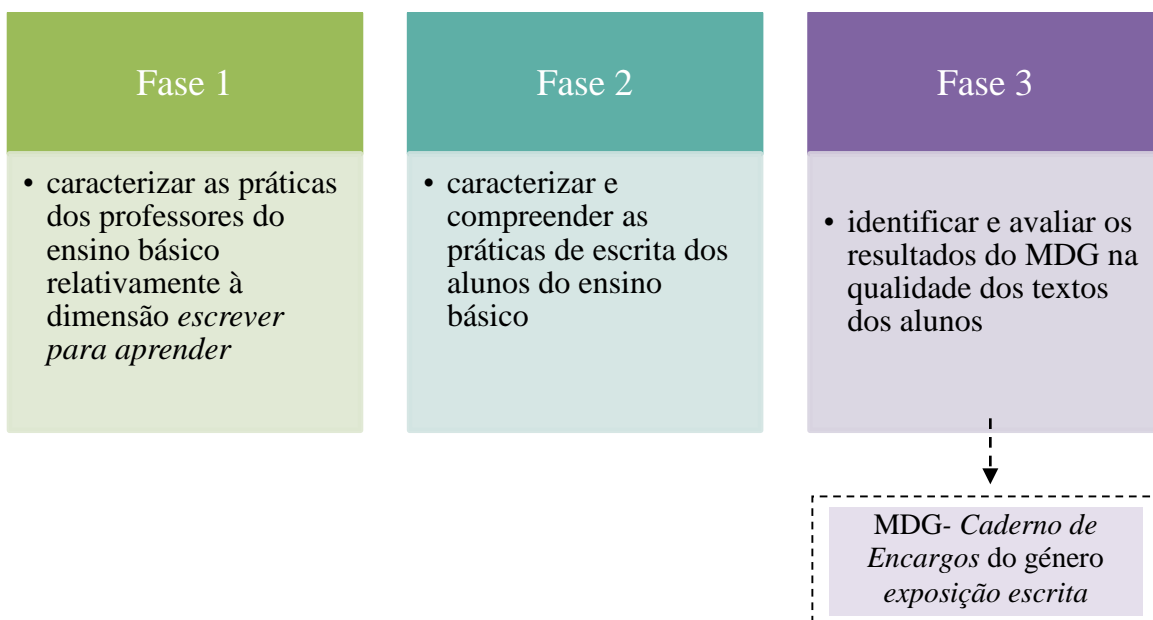 Fase 1
• caracterizar as práticas
dos professores do
ensino básico
relativamente à
dimensão escrever
para aprender
Fase 2
• caracterizar e
compreender as
práticas de escrita dos
alunos do ensino
básico
Fase 3
• identificar e avaliar os
resultados do MDG na
qualidade dos textos
dos alunos
MDG- Caderno de
Encargos do género
exposição escrita